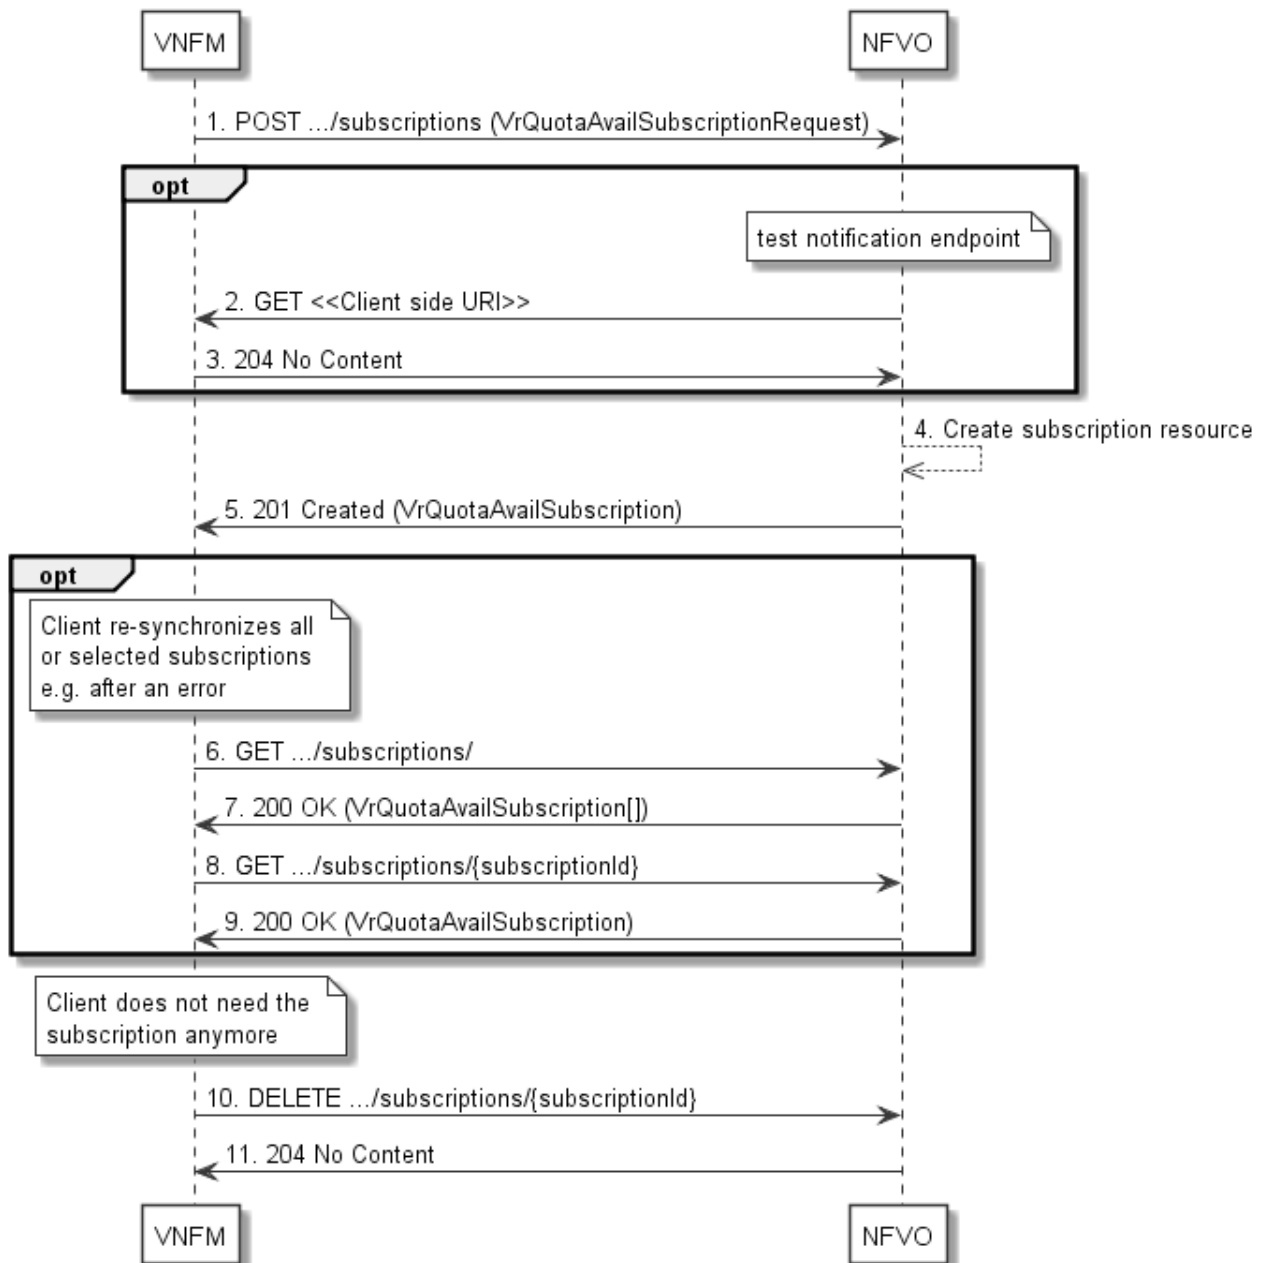 VNFM
NFVO
1. POST .../subscriptions (VrQuotaAvailSubscriptionRequest)
opt
test notification endpoint
2. GET <<Client side URI>>
3. 204 No Content
4. Create subscription resource
5. 201 Created (VrQuotaAvailSubscription)
opt
Client re-synchronizes all
or selected subscriptions
e.g. after an error
6. GET .../subscriptions/
7. 200 OK (VrQuotaAvailSubscription[])
8. GET .../subscriptions/{subscriptionId}
9. 200 OK (VrQuotaAvailSubscription)
Client does not need the
subscription anymore
10. DELETE .../subscriptions/{subscriptionId}
11. 204 No Content
VNFM
NFVO